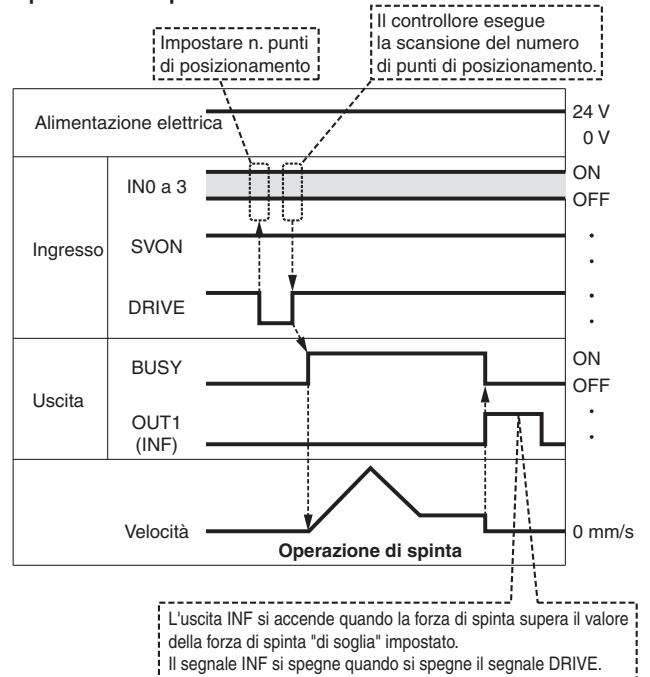 Impostare n. punti
di posizionamento
Il controllore esegue
la scansione del numero
di punti di posizionamento.
Alimentazione elettrica
24 V
0 V
Ingresso
IN0 a 3
ON
OFF
SVON
DRIVE
Uscita
BUSY
ON
OFF
OUT1
(INF)
Velocità
0 mm/s
Operazione di spinta
L'uscita INF si accende quando la forza di spinta supera il valore
della forza di spinta "di soglia" impostato.
Il segnale INF si spegne quando si spegne il segnale DRIVE.